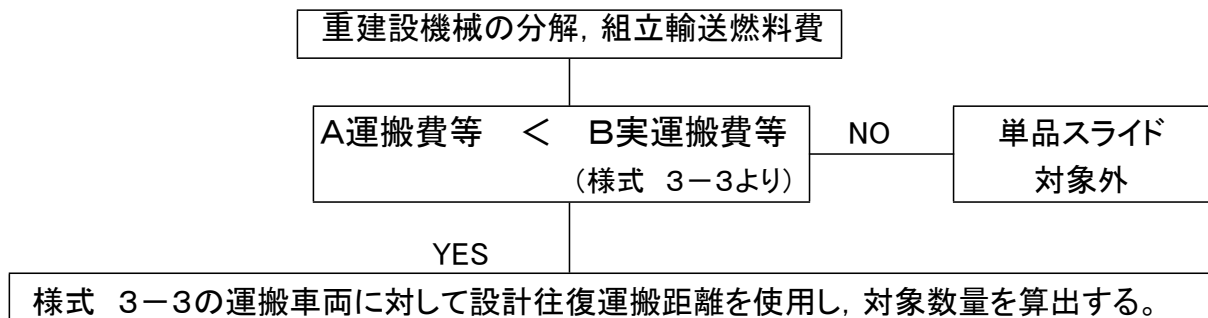 重建設機械の分解，組立輸送燃料費
A運搬費等　＜　B実運搬費等
（様式　3－3より）
NO
単品スライド
対象外
YES
様式　3－3の運搬車両に対して設計往復運搬距離を使用し，対象数量を算出する。